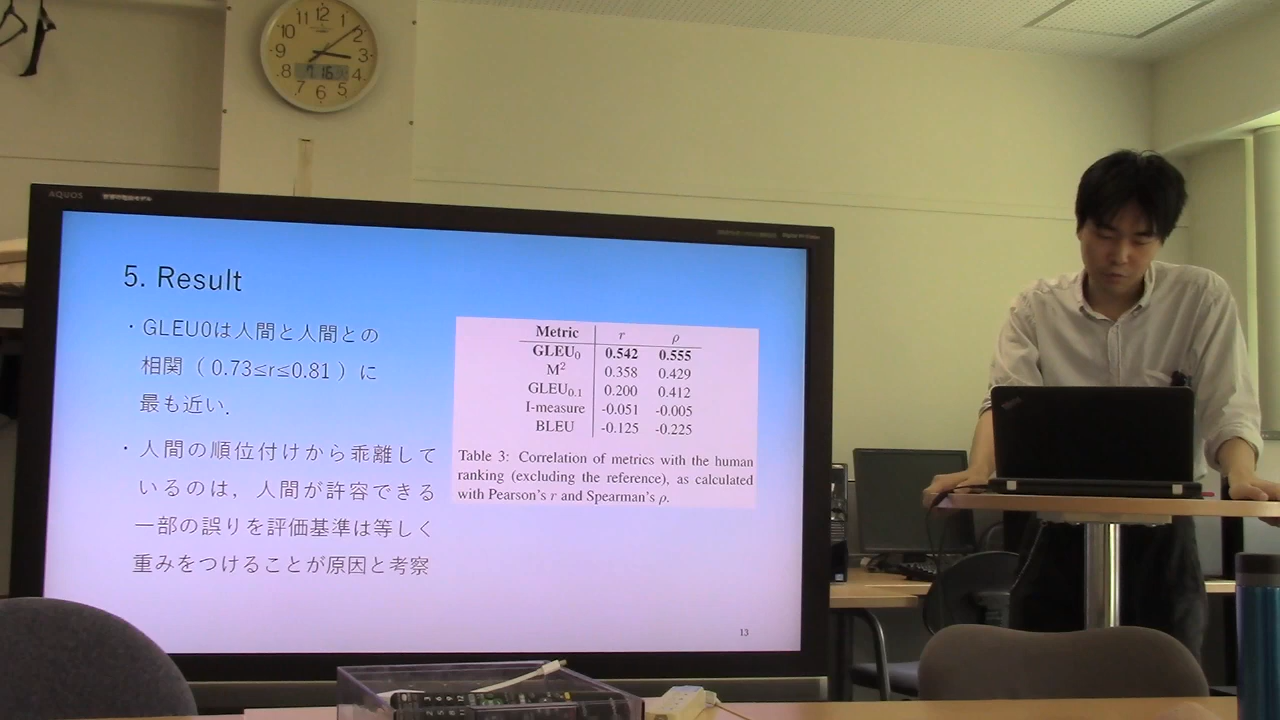 12
11
1
10
2
9
3
8
7 16
4
7
6
5
AQUOS
5. Result
・GLEU0は人間と人間との
相関（0.73≤r≤0.81）に
最も近い.
・人間の順位付けから乖離して
いるのは，人間が許容できる
一部の誤りを評価基準は等しく
重みをつけることが原因と考察
Metric r ρ
GLEU0 0.542 0.555
M2 0.358 0.429
GLEU0.1 0.200 0.412
I-measure -0.051 -0.005
BLEU -0.125 -0.225
Table 3: Correlation of metrics with the human
ranking (excluding the reference), as calculated
with Pearson's r and Spearman's ρ.
13